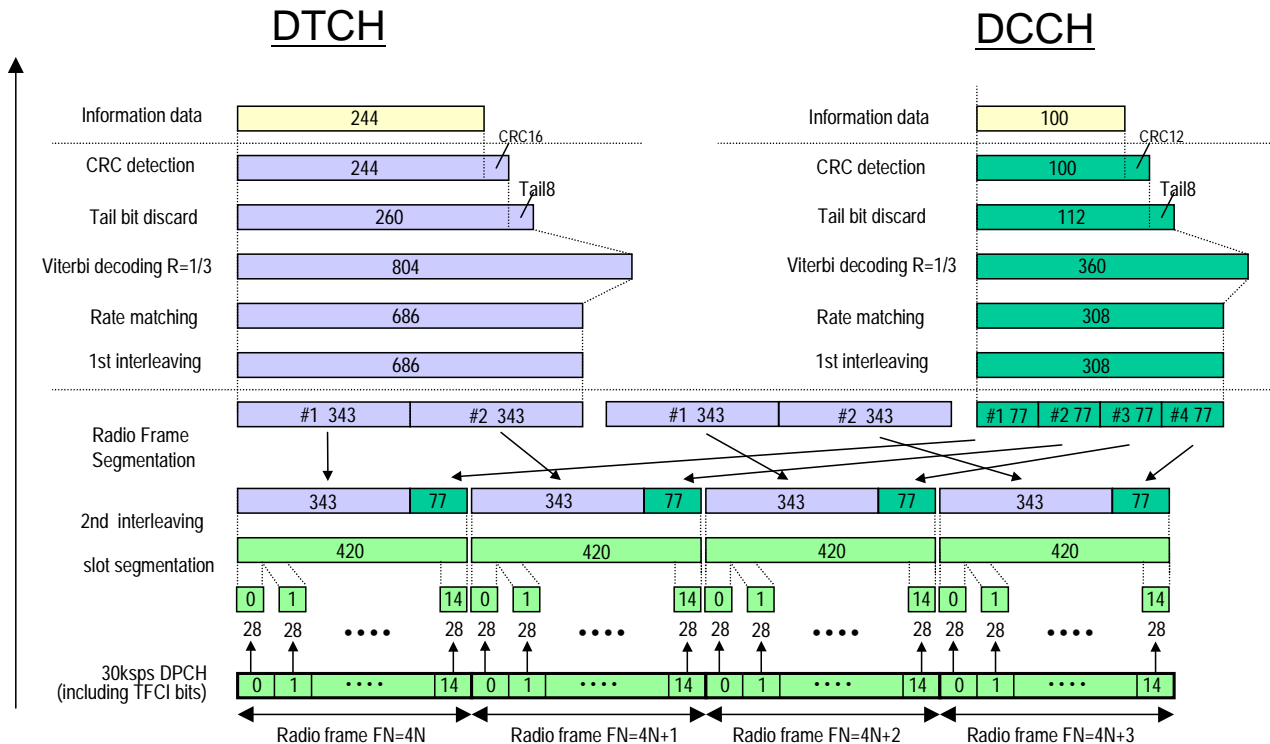 DTCH DCCH
Information data 244 Information data 100
CRC16 CRC12
CRC detection 244 CRC detection 100
Tail8 Tail8
Tail bit discard 260 Tail bit discard 112
Viterbi decoding R=1/3 804 Viterbi decoding R=1/3 360
Rate matching 686 Rate matching 308
1st interleaving 686 1st interleaving 308
#1 343 #2 343 #1 343 #2 343 #1 77 #2 77 #3 77 #4 77
Radio Frame
Segmentation
343 77 343 77 343 77 343 77
2nd interleaving
420 420 420 420
slot segmentation
0 1 14 0 1 14 0 1 14 0 1 14
28 28 •••• 28 28 28 •••• 28 28 28 •••• 28 28 28 •••• 28
30ksps DPCH
(including TFCI bits)
0 1 •••• 14 0 1 •••• 14 0 1 •••• 14 0 1 •••• 14
Radio frame FN=4N Radio frame FN=4N+1 Radio frame FN=4N+2 Radio frame FN=4N+3